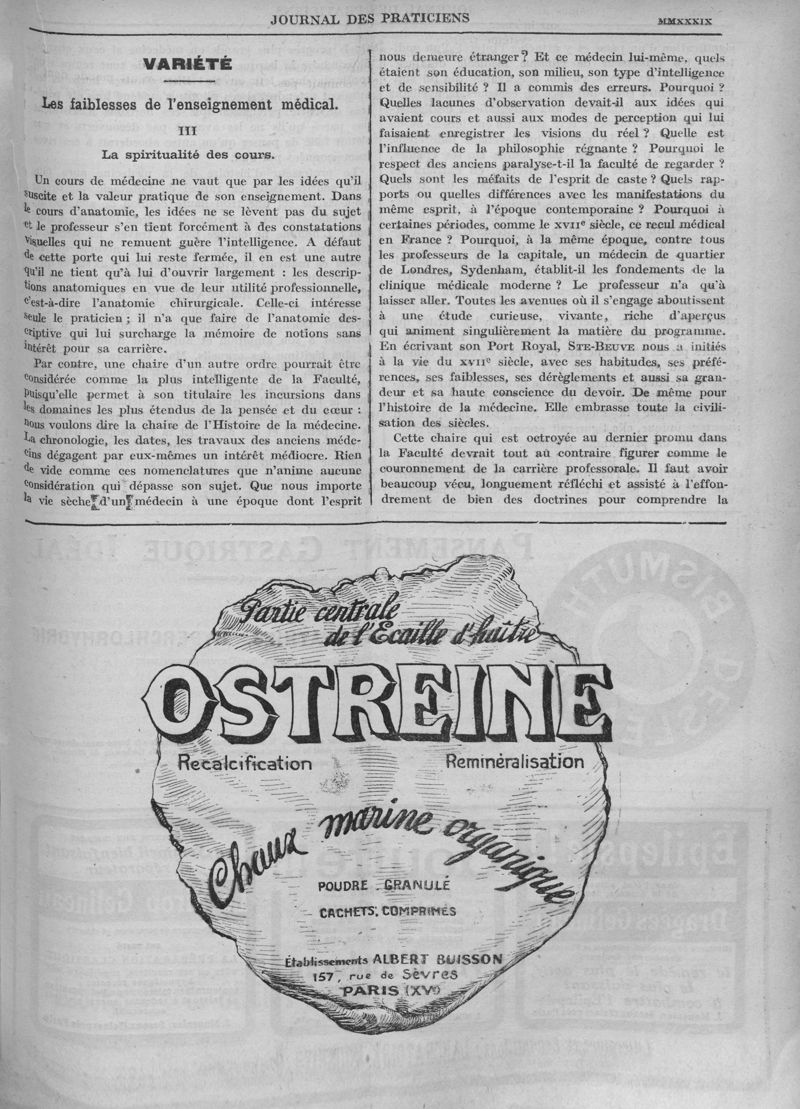 JOURNAL DES PRATICIENS
MMXXXIX
VARIÉTÉ
Les faiblesses de l'enseignement médical.
III
La spiritualité des cours.
Un cours de médecine ne vaut que par les idées qu'il
suscite et la valeur pratique de son enseignement. Dans
le cours d'anatomie, les idées ne se lèvent pas du sujet
et le professeur s'en tient forcément à des constatations
visuelles qui ne remuent guère l'intelligence. A défaut
de cette porte qui lui reste fermée, il en est une autre
qu'il ne tient qu'à lui d'ouvrir largement : les descrip-
tions anatomiques en vue de leur utilité professionnelle,
c'est-à-dire l'anatomie chirurgicale. Celle-ci intéresse
seule le praticien ; il n'a que faire de l'anatomie des-
criptive qui lui surcharge la mémoire de notions sans
intérêt pour sa carrière.
Par contre, une chaire d'un autre ordre pourrait être
considérée comme la plus intelligente de la Faculté,
puisqu'elle permet à son titulaire les incursions dans
les domaines les plus étendus de la pensée et du cœur :
nous voulons dire la chaire de l'Histoire de la médecine.
La chronologie, les dates, les travaux des anciens méde-
cins dégagent par eux-mêmes un intérêt médiocre. Rien
de vide comme ces nomenclatures que n'anime aucune
considération qui dépasse son sujet. Que nous importe
la vie sèche d'un médecin à une époque dont l'esprit
nous demeure étranger ? Et ce médecin lui-même, quels
étaient son éducation, son milieu, son type d'intelligence
et de sensibilité ? Il a commis des erreurs. Pourquoi ?
Quelles lacunes d'observation devait-il aux idées qui
avaient cours et aussi aux modes de perception qui lui
faisaient enregistrer les visions du réel ? Quelle est
l'influence de la philosophie régnante ? Pourquoi le
respect des anciens paralyse-t-il la faculté de regarder ?
Quels sont les méfaits de l'esprit de caste ? Quels rap-
ports ou quelles différences avec les manifestations du
même esprit, à l'époque contemporaine ? Pourquoi à
certaines périodes, comme le XVIIe siècle, ce recul médical
en France ? Pourquoi, à la même époque, contre tous
les professeurs de la capitale, un médecin de quartier
de Londres, Sydenham, établit-il les fondements de la
clinique médicale moderne ? Le professeur n'a qu'à
laisser aller. Toutes les avenues où il s'engage aboutissent
à une étude curieuse, vivante, riche d'aperçus
qui animent singulièrement la matière du programme.
En écrivant son Port Royal, STE-BEUVE nous a initiés
à la vie du XVIIe siècle, avec ses habitudes, ses préfé-
rences, ses faiblesses, ses dérèglements et aussi sa gran-
deur et sa haute conscience du devoir. De même pour
l'histoire de la médecine. Elle embrasse toute la civili-
sation des siècles.
Cette chaire qui est octroyée au dernier promu dans
la Faculté devrait tout au contraire figurer comme le
couronnement de la carrière professorale. Il faut avoir
beaucoup vécu, longuement réfléchi et assisté à l'effon-
drement de bien des doctrines pour comprendre la
Partie centrale
de l'Ecaille d'huître
OSTREINE
Recalcification
Reminéralisation
Chaux marine organique
POUDRE . GRANULÉ
CACHETS, COMPRIMÉS
Établissements ALBERT BUISSON
157, rue de Sèvres
PARIS (XVe)